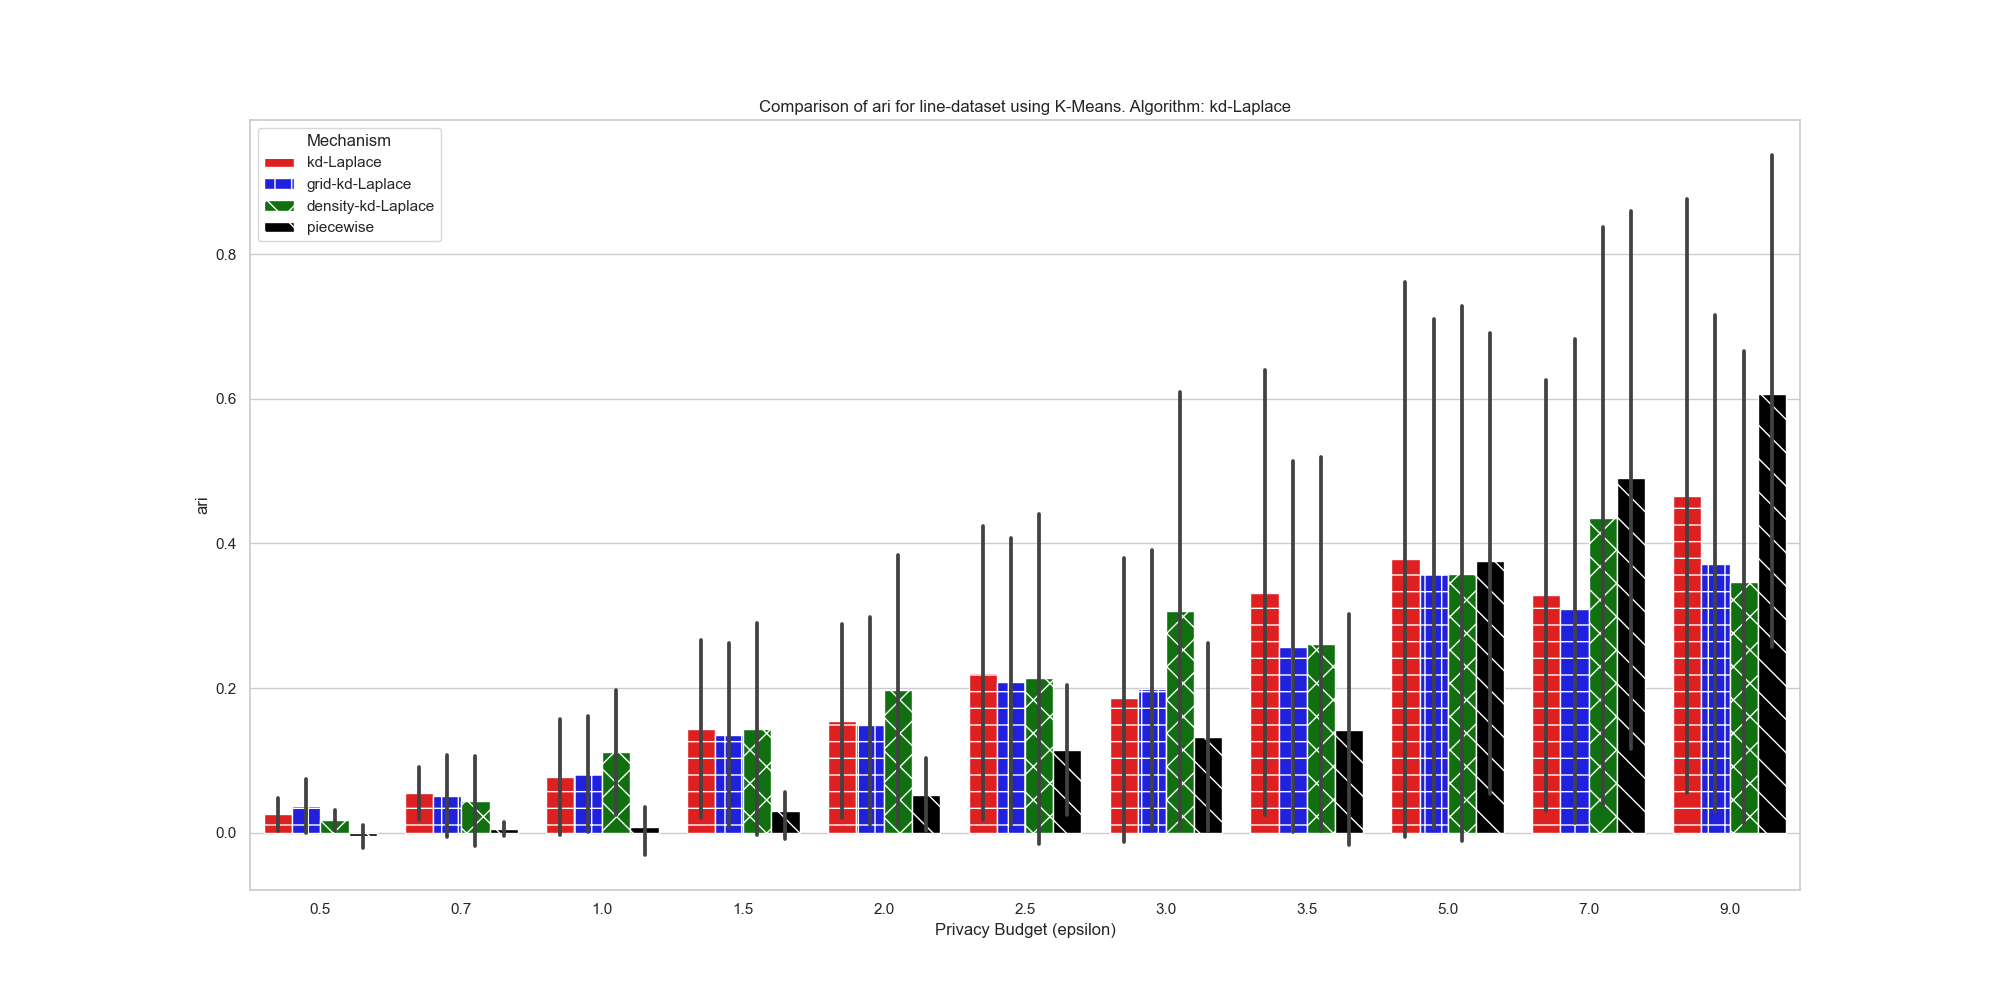 Comparison of ari for line-dataset using K-Means. Algorithm: kd-Laplace
Mechanism
kd-Laplace
grid-kd-Laplace
density-kd-Laplace
piecewise
ari
0.8
0.6
0.4
0.2
0.0
0.5 0.7 1.0 1.5 2.0 2.5 3.0 3.5 5.0 7.0 9.0
Privacy Budget (epsilon)